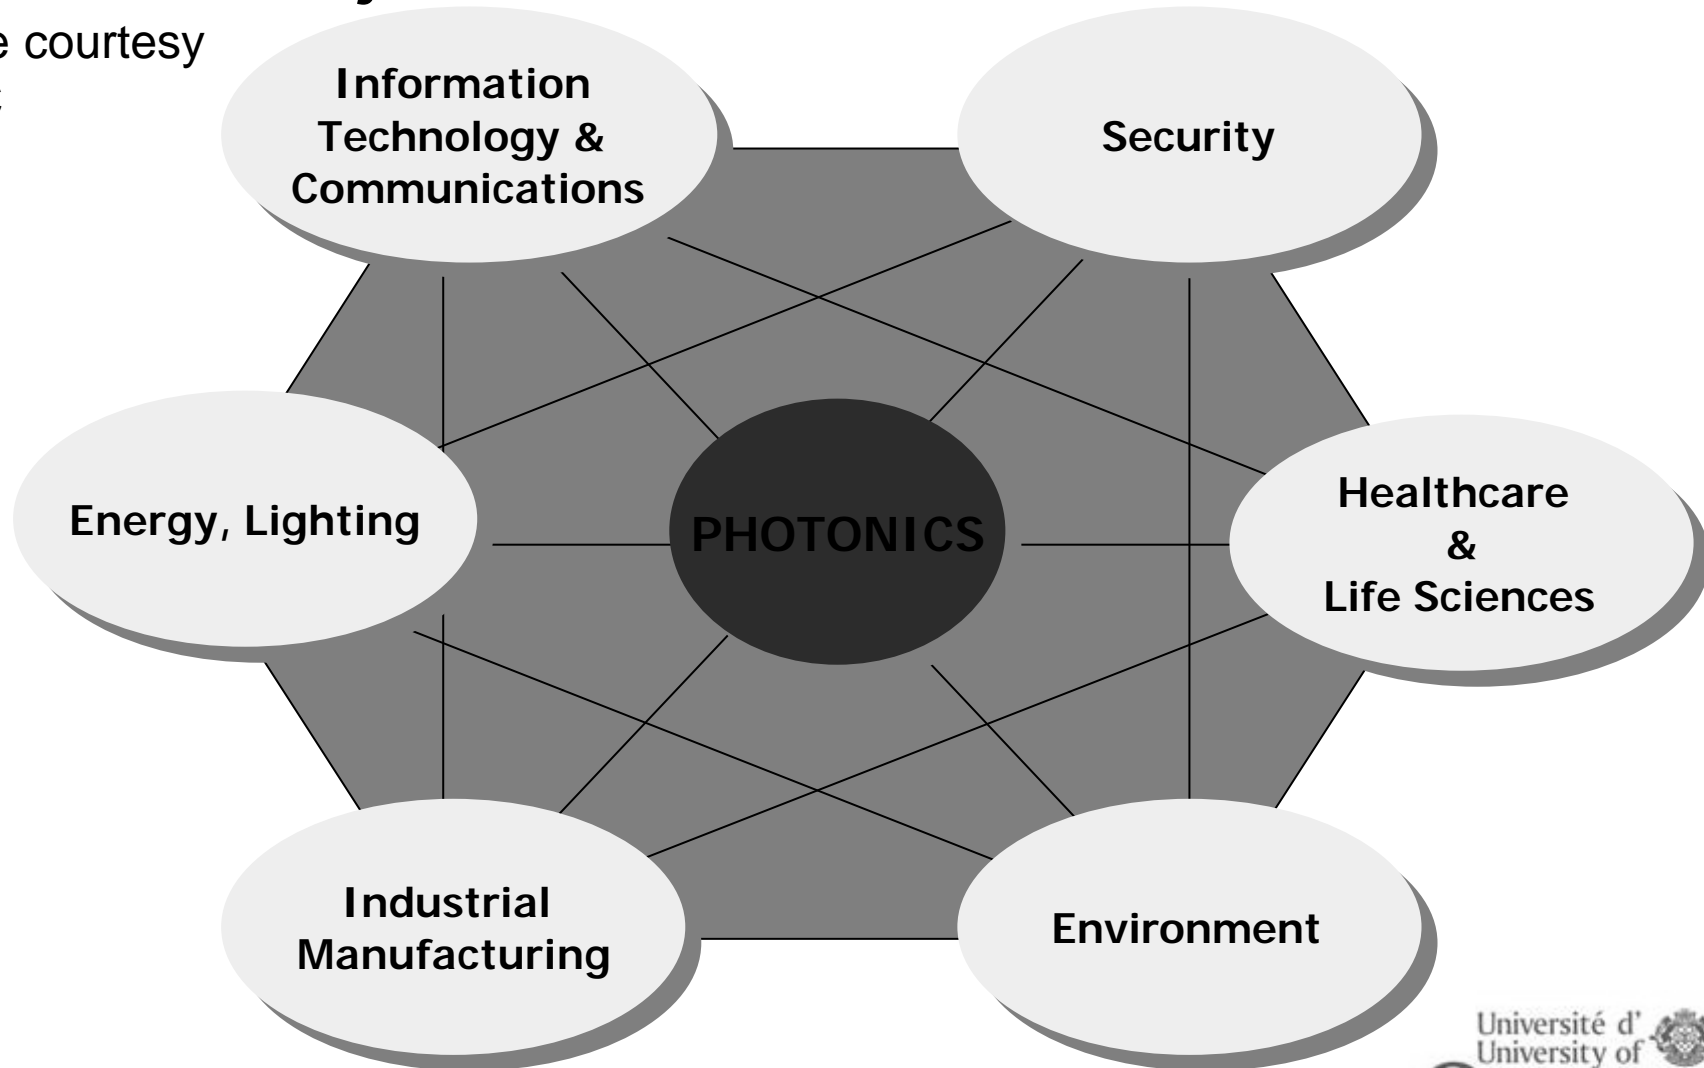 courtesy
Information
Technology &
Communications
Security
Energy, Lighting
PHOTONICS
Healthcare
&
Life Sciences
Industrial
Manufacturing
Environment
Université d'
University of